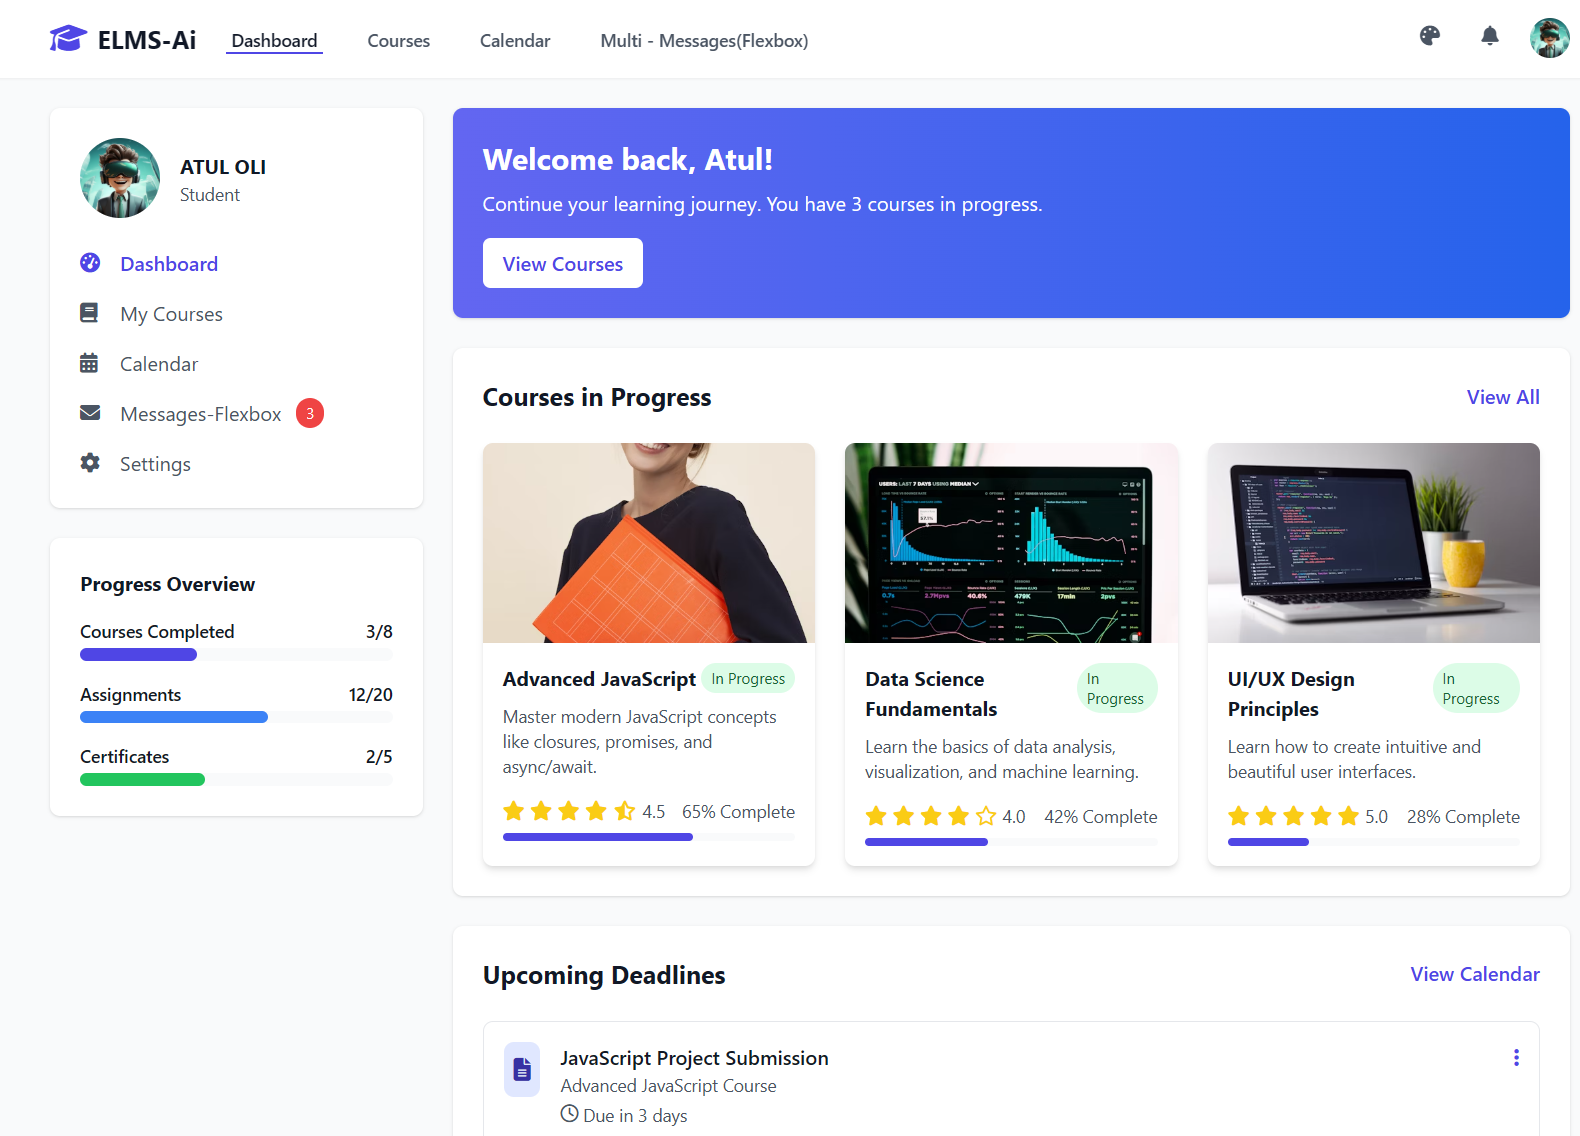 ELMS-Ai
Dashboard
Courses
Calendar
Multi - Messages(Flexbox)
ATUL OLI
Student
Dashboard
My Courses
Calendar
Messages-Flexbox 3
Settings
Progress Overview
Courses Completed 3/8
Assignments 12/20
Certificates 2/5
Welcome back, Atul!
Continue your learning journey. You have 3 courses in progress.
View Courses
Courses in Progress
View All
USERS: LAST 7 DAYS USING MEDIAN
Advanced JavaScript
In Progress
Master modern JavaScript concepts
like closures, promises, and
async/await.
4.5 65% Complete
Data Science
Fundamentals
In
Progress
Learn the basics of data analysis,
visualization, and machine learning.
4.0 42% Complete
UI/UX Design
Principles
In
Progress
Learn how to create intuitive and
beautiful user interfaces.
5.0 28% Complete
Upcoming Deadlines
View Calendar
JavaScript Project Submission
Advanced JavaScript Course
Due in 3 days